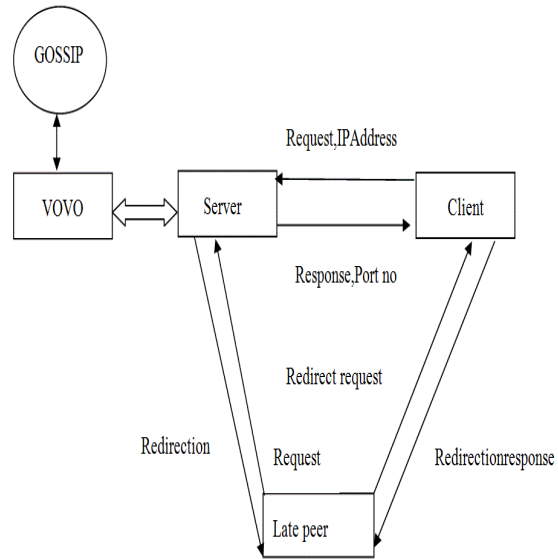 GOSSIP
Request,IPAddress
VOVO
Server
Client
Response,Port no
Redirect request
Redirection
Request
Redirectionresponse
Late peer